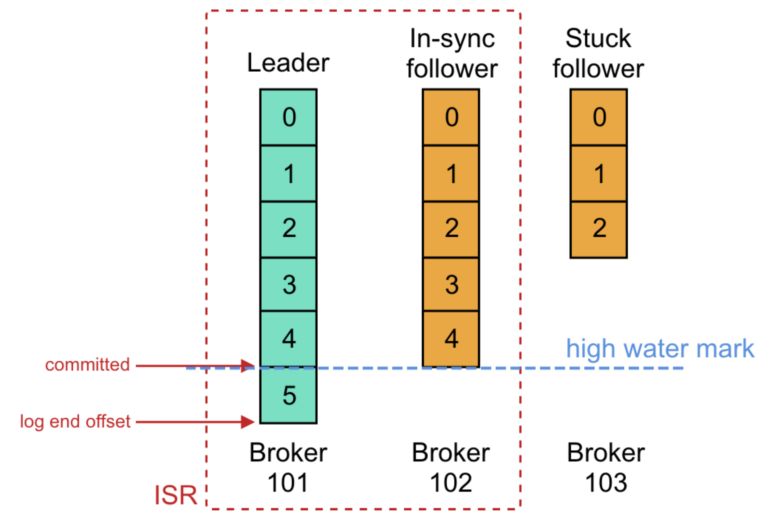 Leader
In-sync
follower
Stuck
follower
0
1
2
3
4
5
0
1
2
3
4
0
1
2
committed
high water mark
log end offset
Broker
101
Broker
102
Broker
103
ISR